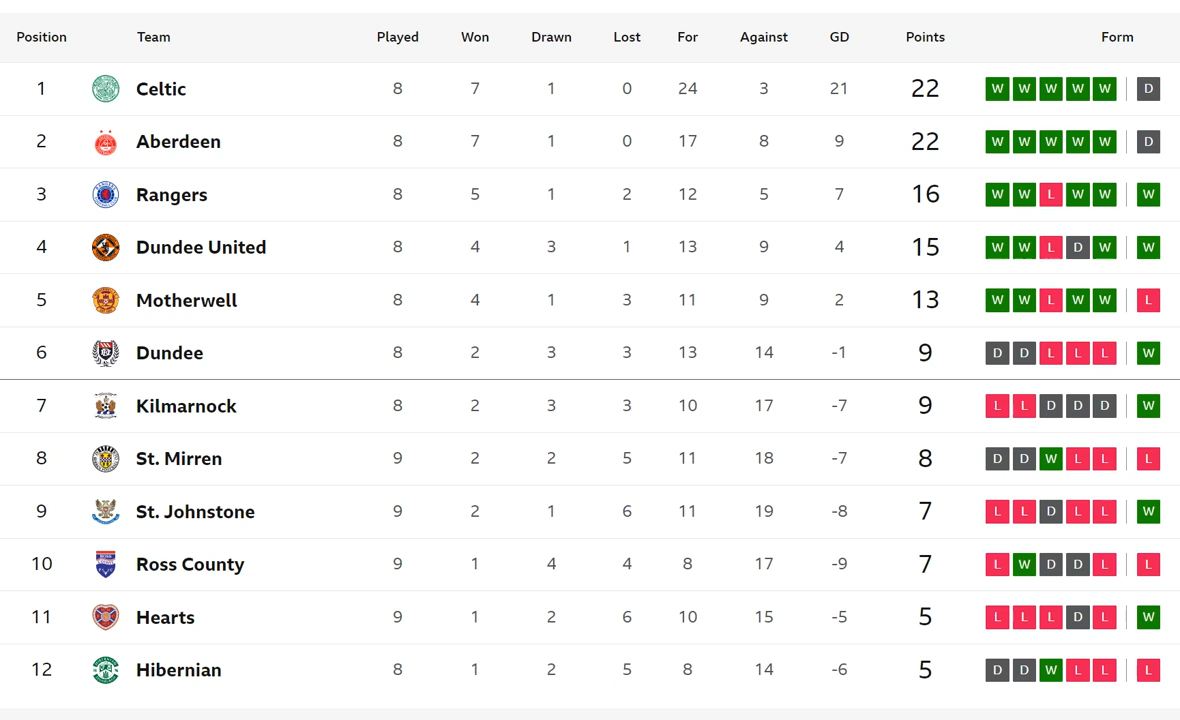 Position Team Played Won Drawn Lost For Against GD Points Form
1 Celtic 8 7 1 0 24 3 21 22 W W W W W D
2 Aberdeen 8 7 1 0 17 8 9 22 W W W W W D
3 Rangers 8 5 1 2 12 5 7 16 W W L W W W
4 Dundee United 8 4 3 1 13 9 4 15 W W L D W W
5 Motherwell 8 4 1 3 11 9 2 13 W W L W W L
6 Dundee 8 2 3 3 13 14 -1 9 D D L L L W
7 Kilmarnock 8 2 3 3 10 17 -7 9 L L D D D W
8 St. Mirren 9 2 2 5 11 18 -7 8 D D W L L L
9 St. Johnstone 9 2 1 6 11 19 -8 7 L L D L L W
10 Ross County 9 1 4 4 8 17 -9 7 L W D D L L
11 Hearts 9 1 2 6 10 15 -5 5 L L L D L W
12 Hibernian 8 1 2 5 8 14 -6 5 D D W L L L